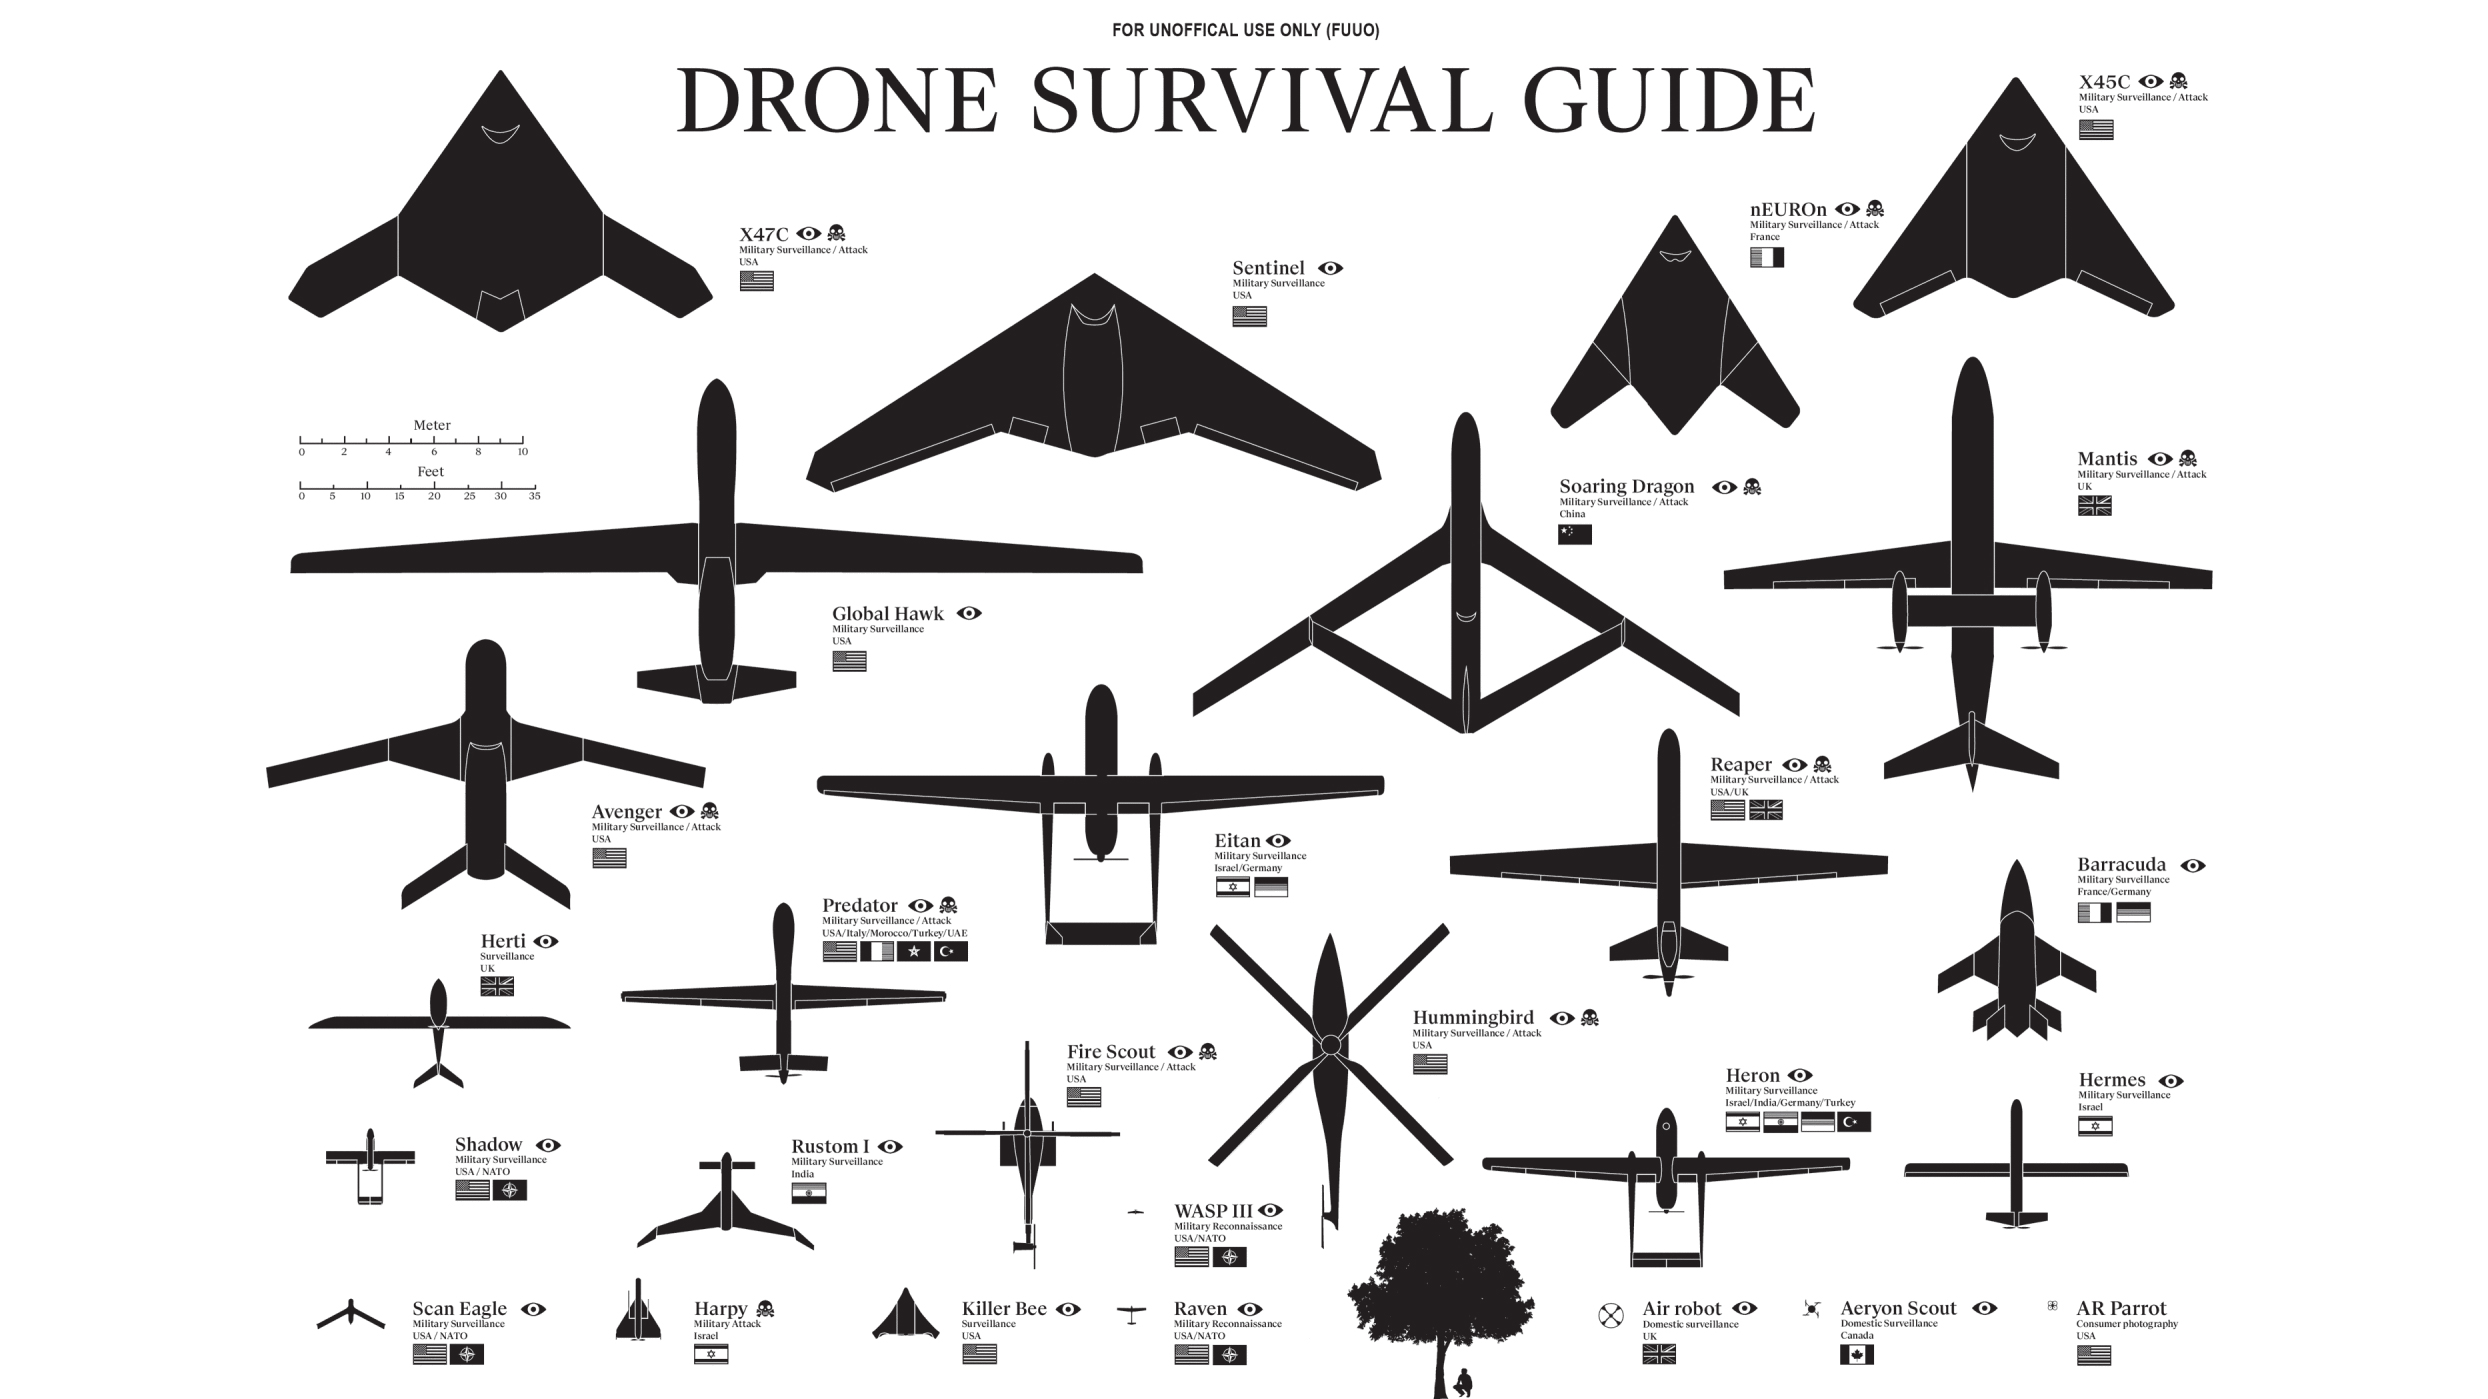 FOR UNOFFICAL USE ONLY (FUUO)
DRONE SURVIVAL GUIDE
X45C
Military Surveillance / Attack
USA
nEUROn
Military Surveillance / Attack
France
X47C
Military Surveillance / Attack
USA
Sentinel
Military Surveillance
USA
Meter
0 2 4 6 8 10
Feet
0 5 10 15 20 25 30 35
Soaring Dragon
Military Surveillance / Attack
China
Mantis
Military Surveillance / Attack
UK
Global Hawk
Military Surveillance
USA
Avenger
Military Surveillance / Attack
USA
Eitan
Military Surveillance
Israel/Germany
Reaper
Military Surveillance / Attack
USA/UK
Barracuda
Military Surveillance
France/Germany
Predator
Military Surveillance / Attack
USA/Italy/Morocco/Turkey/UAE
Herti
Surveillance
UK
Fire Scout
Military Surveillance / Attack
USA
Hummingbird
Military Surveillance / Attack
USA
Heron
Military Surveillance
Israel/India/Germany/Turkey
Hermes
Military Surveillance
Israel
Shadow
Military Surveillance
USA / NATO
Rustom I
Military Surveillance
India
WASP III
Military Reconnaissance
USA/NATO
Scan Eagle
Military Surveillance
USA / NATO
Harpy
Military Attack
Israel
Killer Bee
Surveillance
USA
Raven
Military Reconnaissance
USA/NATO
Air robot
Domestic surveillance
UK
Aeryon Scout
Domestic Surveillance
Canada
AR Parrot
Consumer photography
USA